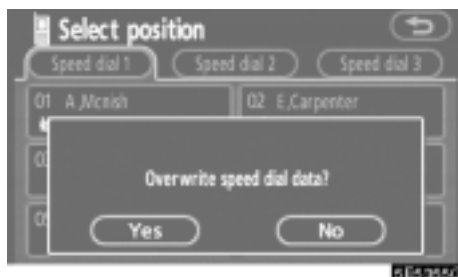 Select position
Speed dial 1 Speed dial 2 Speed dial 3
01 A,Mcnish 02 E,Carpenter
Overwrite speed dial data?
Yes No